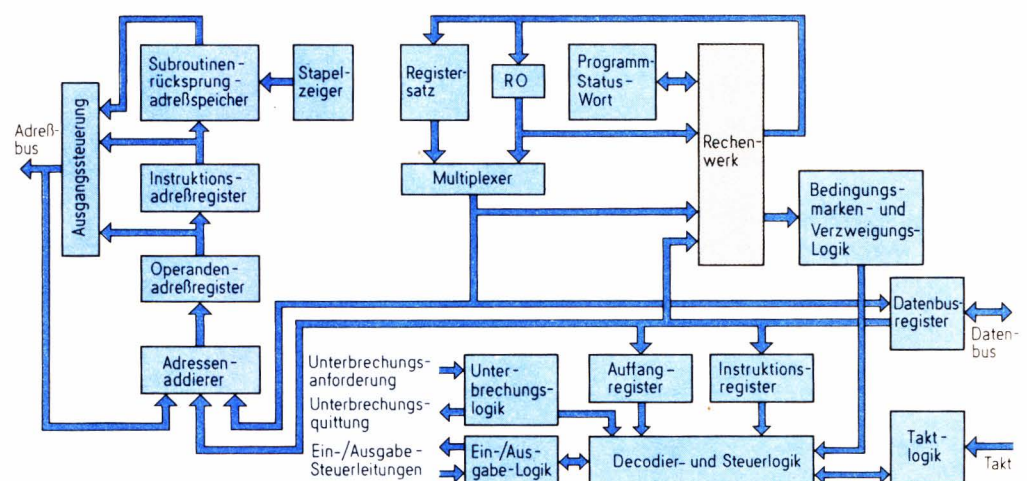 Adreß-
bus
Ausgangssteuerung
Subroutinen-
rücksprung-
adreßspeicher
Stapel-
zeiger
Instruktions-
adreßregister
Operanden-
adreßregister
Adressen-
addierer
Register-
satz
RO
Programm-
Status-
Wort
Rechen-
werk
Multiplexer
Bedingungs-
marken- und
Verzweigungs-
Logik
Datenbus-
register
Daten-
bus
Unterbrechungs-
anforderung
Unterbrechungs-
quittung
Ein-/Ausgabe-
Steuerleitungen
Unter-
brechungs-
logik
Ein-/Aus-
gabe-Logik
Auffang-
register
Instruktions-
register
Decodier- und Steuerlogik
Takt-
logik
Takt